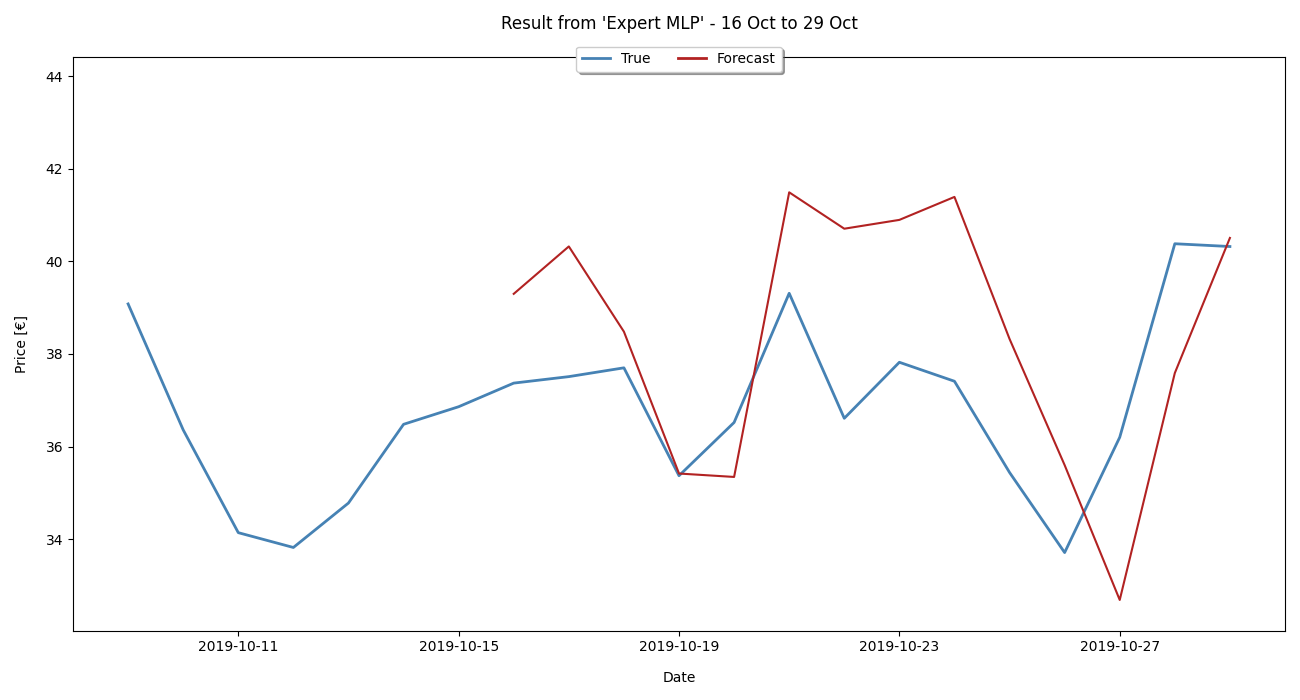 Result from 'Expert MLP' - 16 Oct to 29 Oct
True Forecast
44
42
40
38
36
34
Price [€]
2019-10-11 2019-10-15 2019-10-19 2019-10-23 2019-10-27
Date